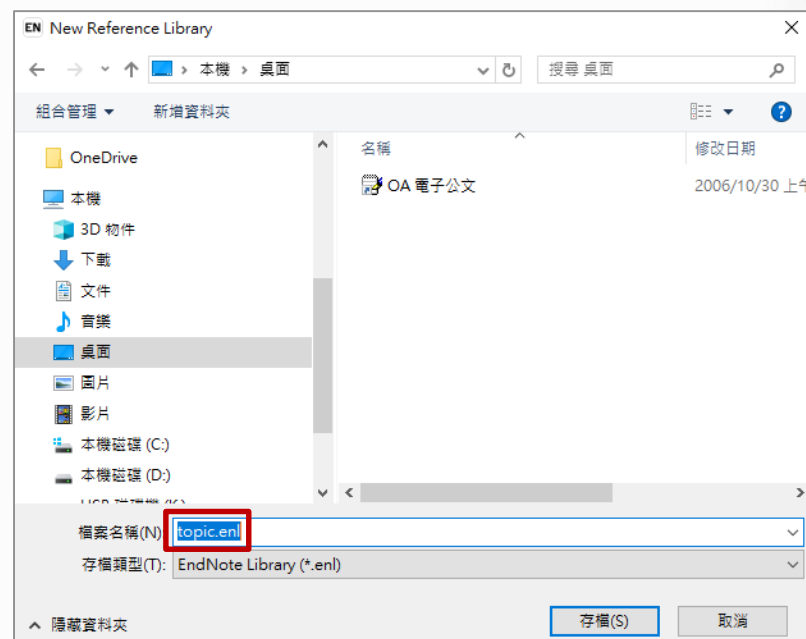 EN New Reference Library
本機 › 桌面
搜尋 桌面
組合管理
新增資料夾
名稱
修改日期
OneDrive
OA 電子公文
2006/10/30 上午
本機
3D 物件
下載
文件
音樂
桌面
圖片
影片
本機磁碟 (C:)
本機磁碟 (D:)
檔案名稱(N):
topic.enl
存檔類型(T):
EndNote Library (*.enl)
隱藏資料夾
存檔(S)
取消